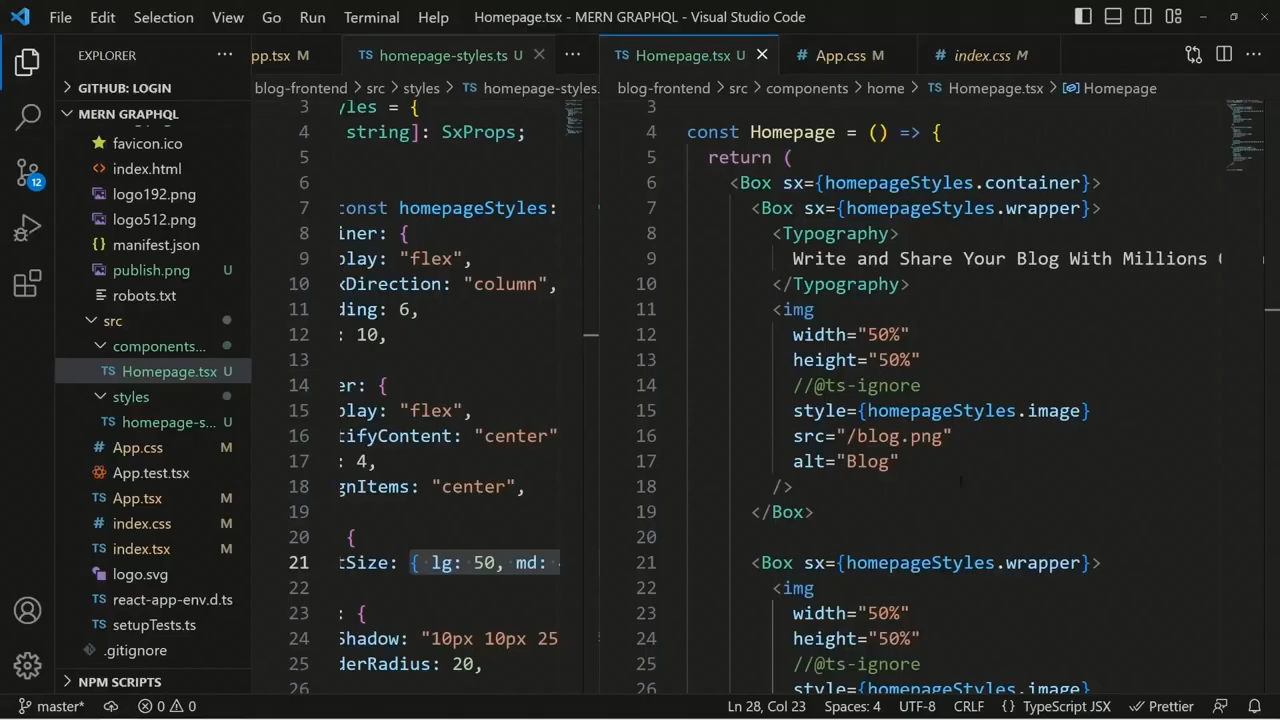 File Edit Selection View Go Run Terminal Help Homepage.tsx - MERN GRAPHQL - Visual Studio Code
EXPLORER
GITHUB: LOGIN
MERN GRAPHQL
favicon.ico
index.html
logo192.png
logo512.png
manifest.json
publish.png U
robots.txt
src
components...
Homepage.tsx U
styles
homepage-s... U
App.css M
App.test.tsx
App.tsx M
index.css M
index.tsx M
logo.svg
react-app-env.d.ts
setupTests.ts
.gitignore
NPM SCRIPTS
12
pp.tsx M TS homepage-styles.ts U
blog-frontend > src > styles > TS homepage-styles.
3 yles = {
4 string]: SxProps;
5
6
7 const homepageStyles:
8 iner: {
9 play: "flex",
10 xDirection: "column",
11 ding: 6,
12 : 10,
13
14 er: {
15 play: "flex",
16 tifyContent: "center"
17 : 4,
18 gnItems: "center",
19
20 {
21 tSize: { lg: 50, md:
22
23 : {
24 Shadow: "10px 10px 25
25 derRadius: 20,
26
TS Homepage.tsx U # App.css M # index.css M
blog-frontend > src > components > home > TS Homepage.tsx > Homepage
3
4 const Homepage = () => {
5 return (
6 <Box sx={homepageStyles.container}>
7 <Box sx={homepageStyles.wrapper}>
8 <Typography>
9 Write and Share Your Blog With Millions
10 </Typography>
11 <img
12 width="50%"
13 height="50%"
14 //@ts-ignore
15 style={homepageStyles.image}
16 src="/blog.png"
17 alt="Blog"
18 />
19 </Box>
20
21 <Box sx={homepageStyles.wrapper}>
22 <img
23 width="50%"
24 height="50%"
25 //@ts-ignore
26 style={homepageStyles.image}
master* 0 0 Ln 28, Col 23 Spaces: 4 UTF-8 CRLF {} TypeScript JSX Prettier